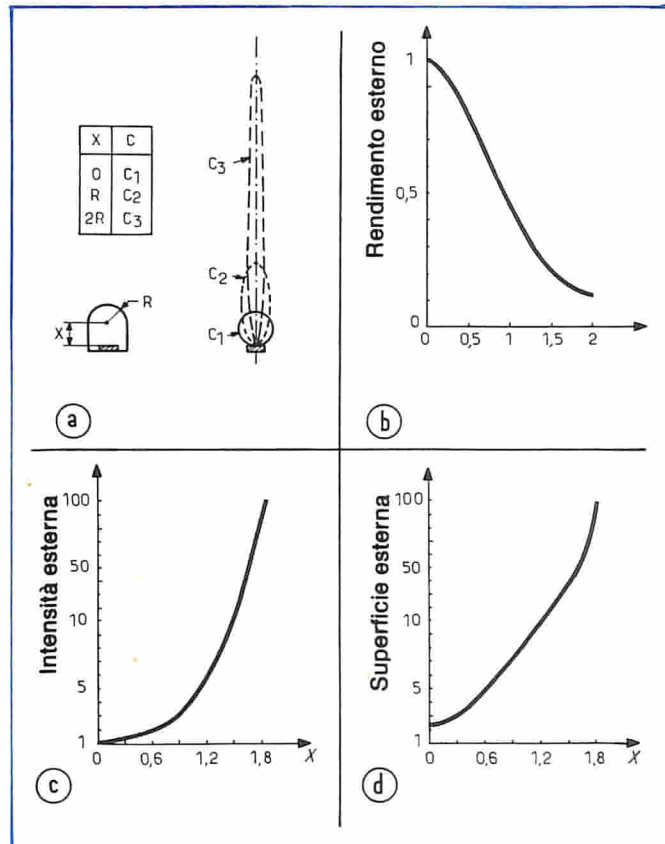 X C
0 C1
R C2
2R C3
R
X
C3
C2
C1
a
Rendimento esterno
1
0,5
0
0 0,5 1 1,5 2
b
Intensità esterna
100
50
10
5
1
0 0,6 1,2 1,8 X
c
Superficie esterna
100
50
10
5
1
0 0,6 1,2 1,8 X
d